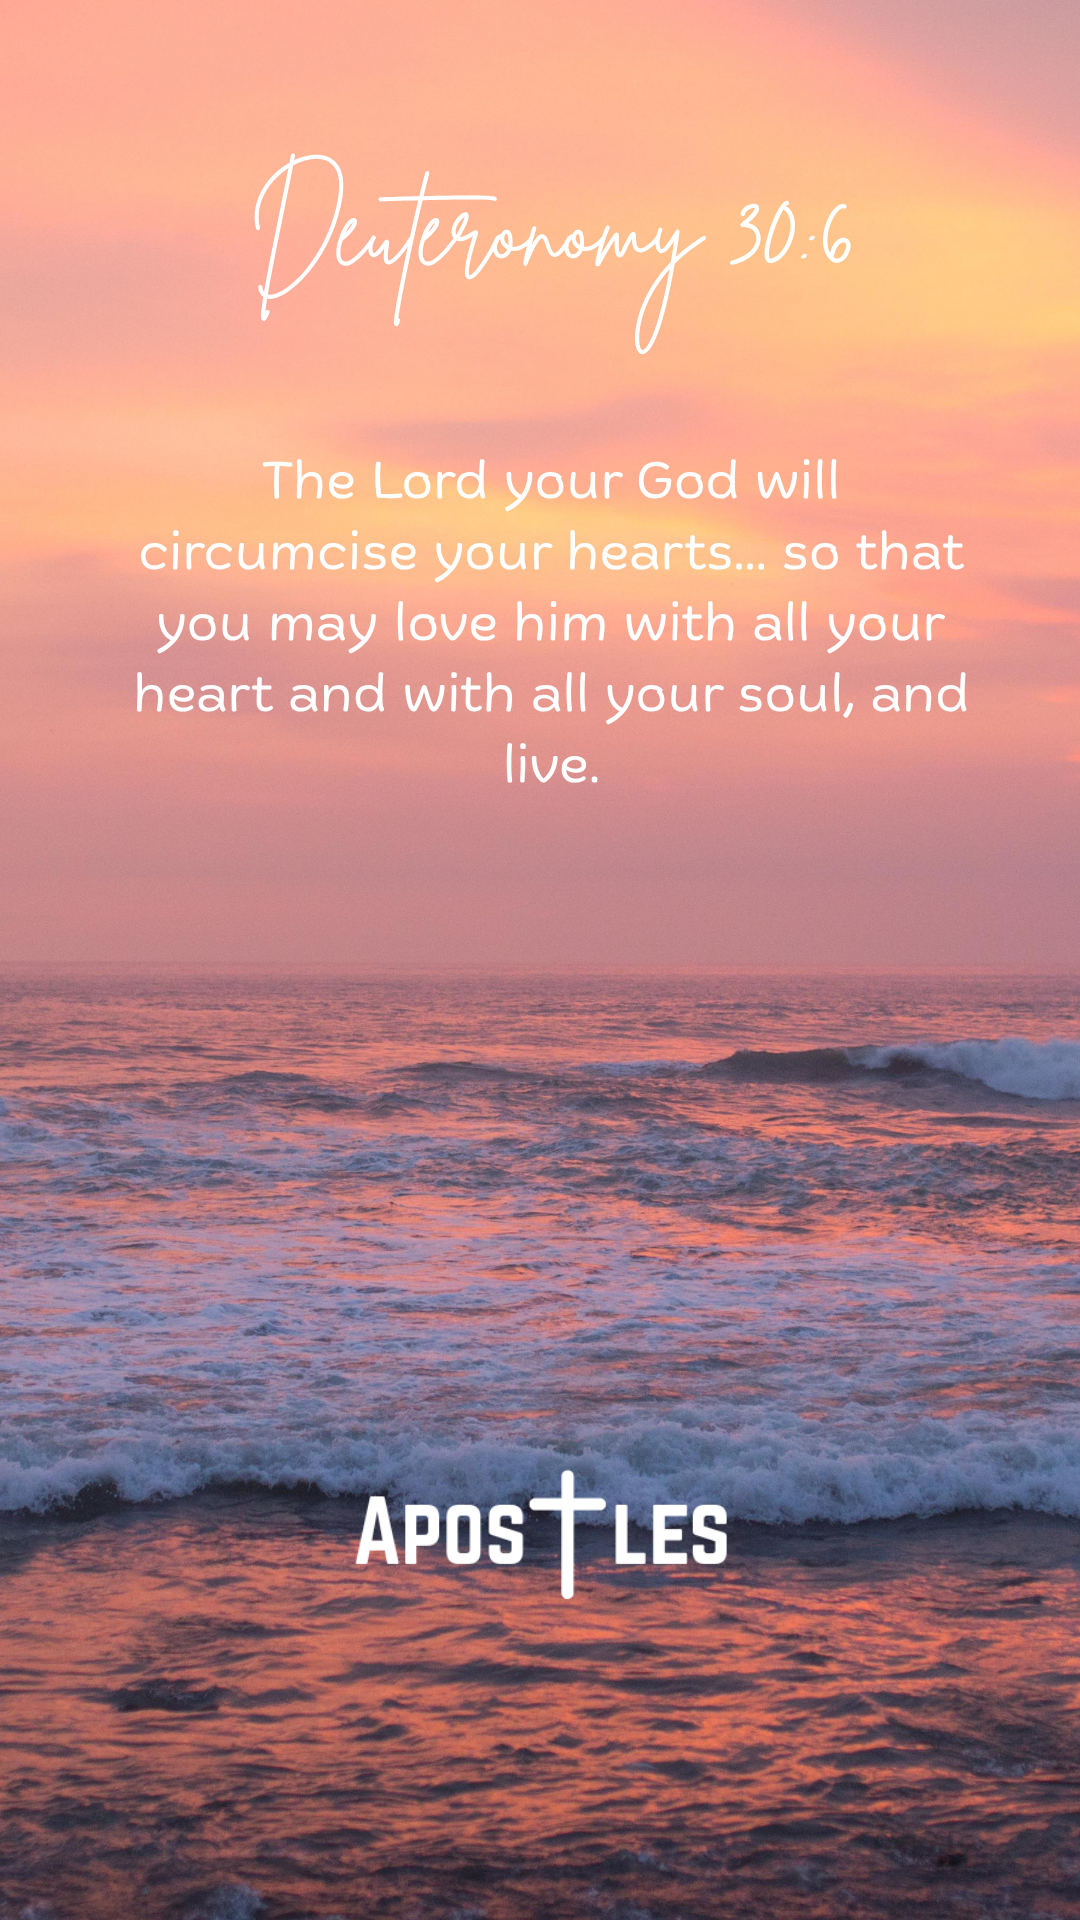 Deuteronomy 30:6
The Lord your God will
circumcise your hearts... so that
you may love him with all your
heart and with all your soul, and
live.
APOSTLES